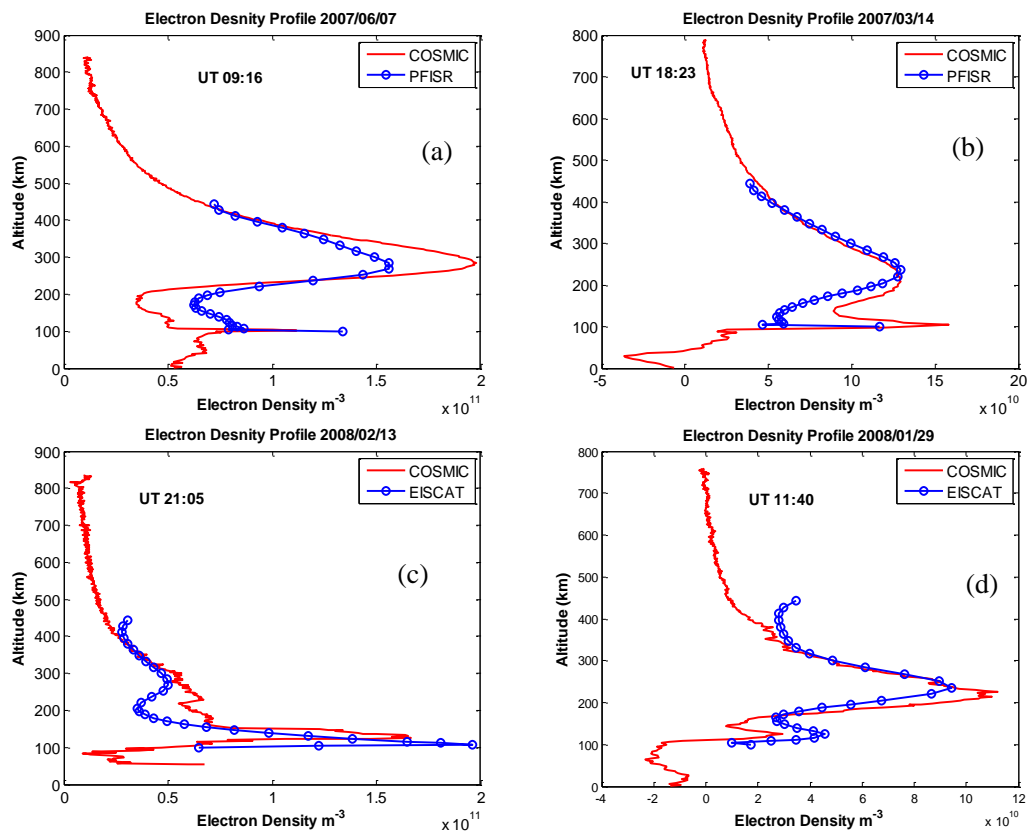 Electron Desnity Profile 2007/06/07
900
800
700
600
500
400
300
200
100
0
Altitude (km)
UT 09:16
COSMIC
PFISR
(a)
0 0.5 1 1.5 2
Electron Density m-3
x 10 11
Electron Desnity Profile 2007/03/14
800
700
600
500
400
300
200
100
0
Altitude (km)
UT 18:23
COSMIC
PFISR
(b)
-5 0 5 10 15 20
Electron Density m-3
x 10 10
Electron Desnity Profile 2008/02/13
900
800
700
600
500
400
300
200
100
0
Altitude (km)
UT 21:05
COSMIC
EISCAT
(c)
0 0.5 1 1.5 2
Electron Density m-3
x 10 11
Electron Desnity Profile 2008/01/29
800
700
600
500
400
300
200
100
0
Altitude (km)
UT 11:40
COSMIC
EISCAT
(d)
-4 -2 0 2 4 6 8 10 12
Electron Density m-3
x 10 10